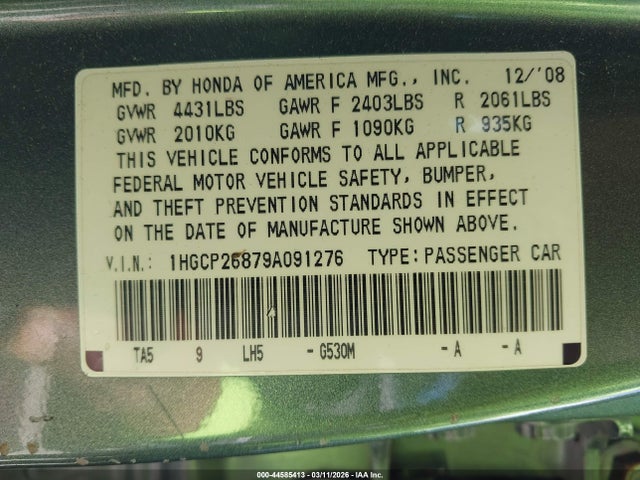 MFD. BY HONDA OF AMERICA MFG., INC. 12/'08
GVWR 4431LBS GAWR F 2403LBS R 2061LBS
GVWR 2010KG GAWR F 1090KG R 935KG
THIS VEHICLE CONFORMS TO ALL APPLICABLE
FEDERAL MOTOR VEHICLE SAFETY, BUMPER,
AND THEFT PREVENTION STANDARDS IN EFFECT
ON THE DATE OF MANUFACTURE SHOWN ABOVE.
V.I.N.: 1HGCP26879A091276 TYPE: PASSENGER CAR
TA5 9 LH5 - G530M - A - A
000-44585413 - 03/11/2026 - IAA Inc.